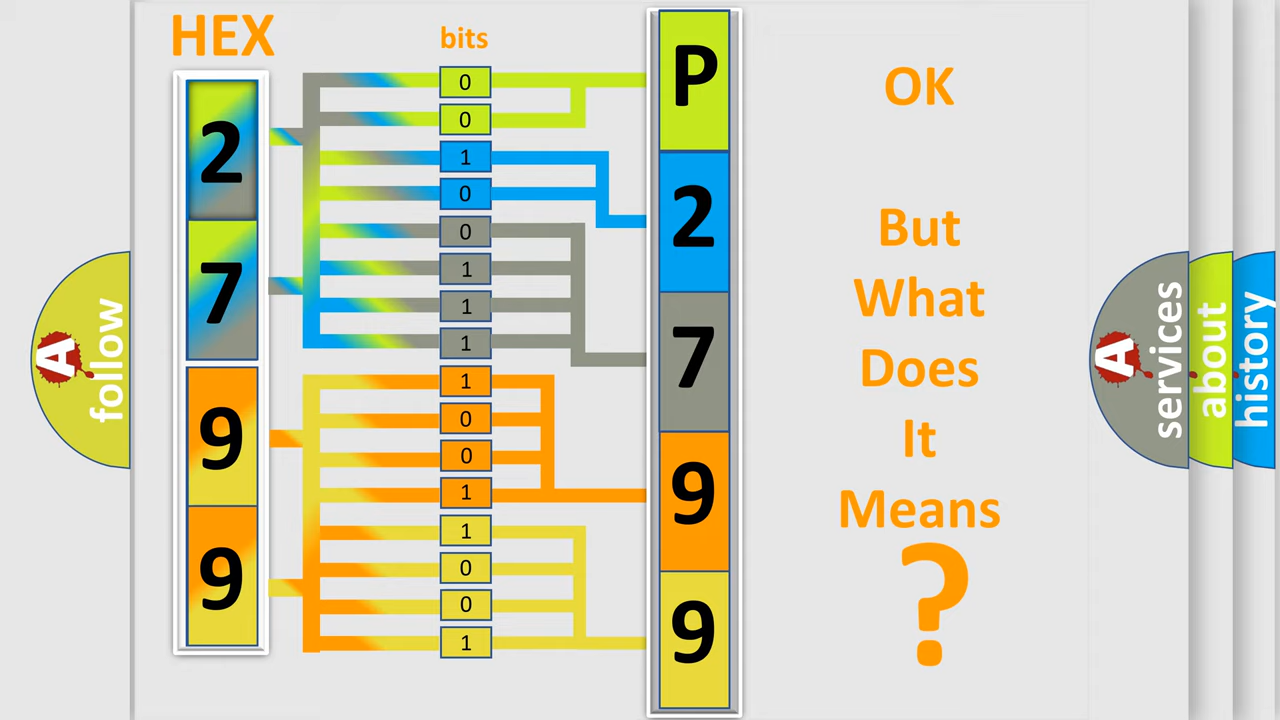 HEX
bits
2
7
9
9
0
0
1
0
0
1
1
1
1
0
0
1
1
0
0
1
P
2
7
9
9
OK
But
What
Does
It
Means
?
A
follow
A
services
about
history